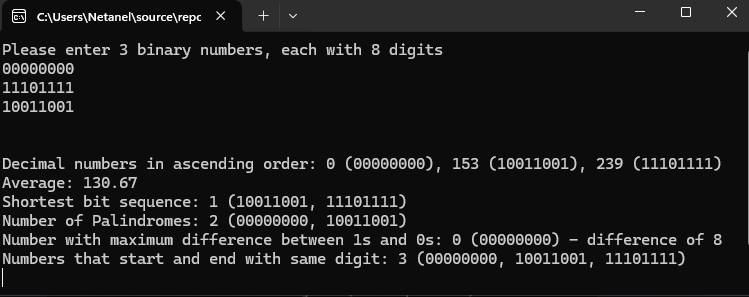 C:\Users\Netanel\source\repc
Please enter 3 binary numbers, each with 8 digits
00000000
11101111
10011001
Decimal numbers in ascending order: 0 (00000000), 153 (10011001), 239 (11101111)
Average: 130.67
Shortest bit sequence: 1 (10011001, 11101111)
Number of Palindromes: 2 (00000000, 10011001)
Number with maximum difference between 1s and 0s: 0 (00000000) - difference of 8
Numbers that start and end with same digit: 3 (00000000, 10011001, 11101111)